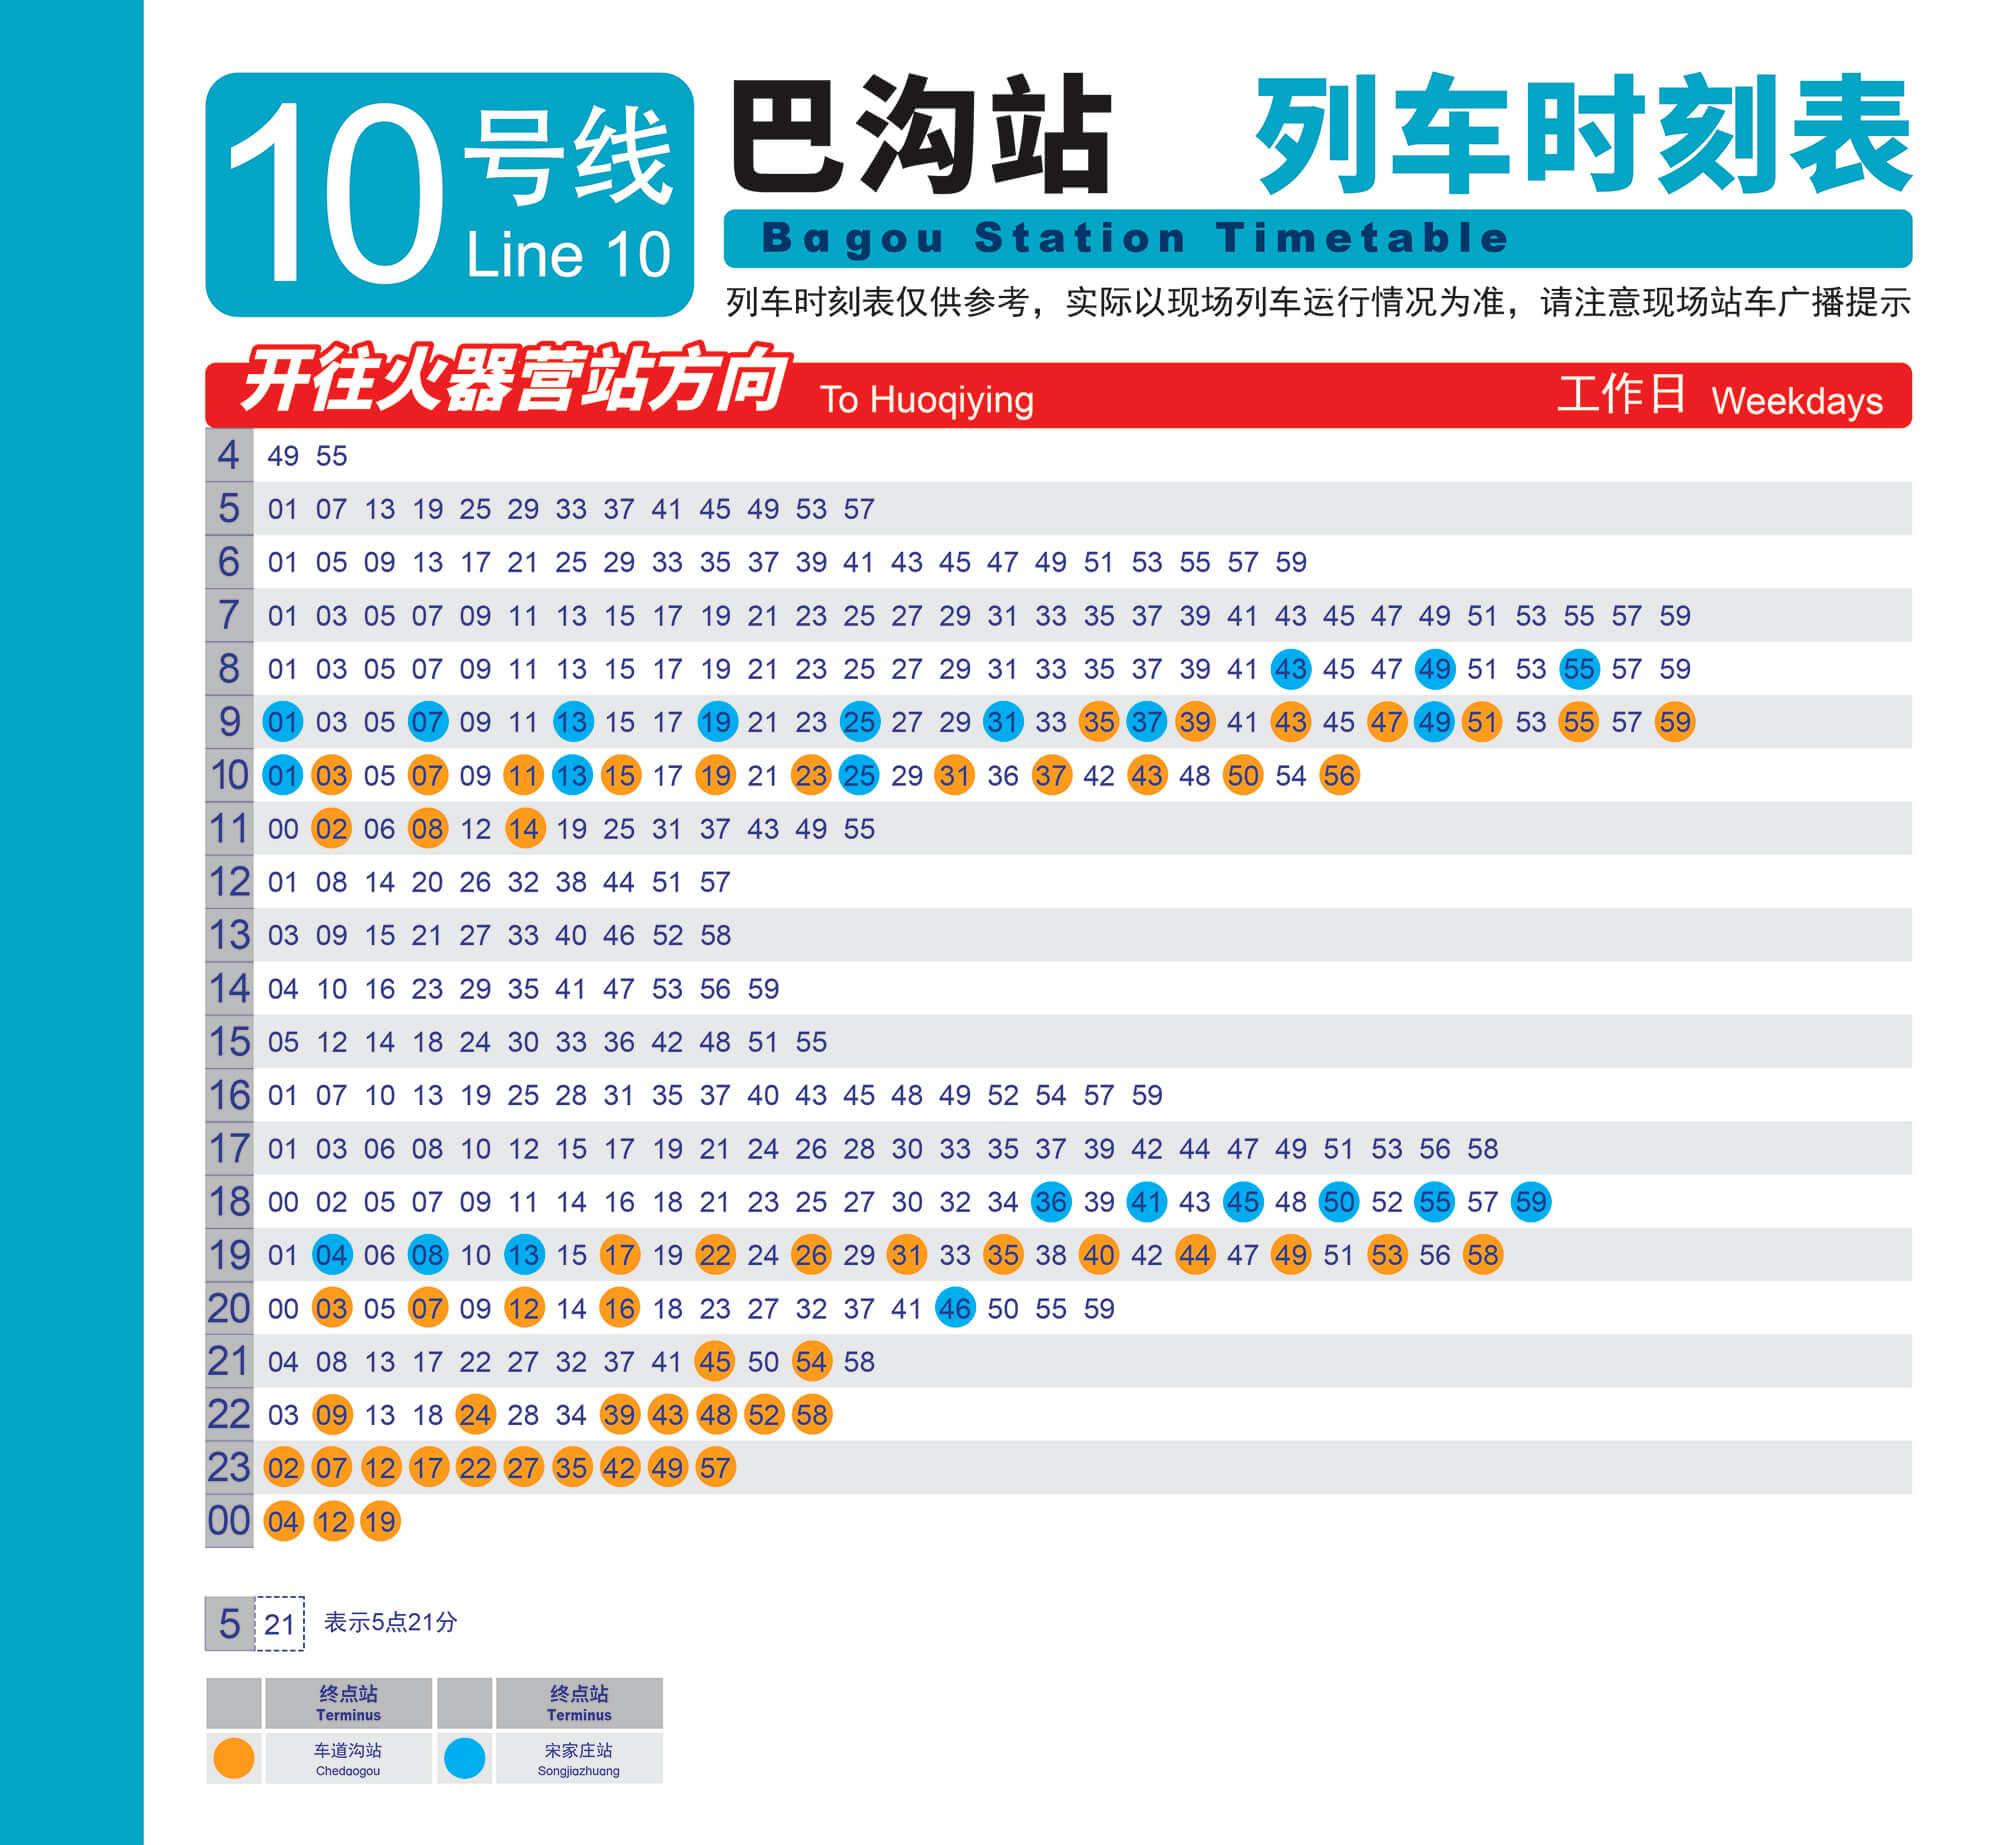 10号线
Line 10
巴沟站 列车时刻表
Bagou Station Timetable
列车时刻表仅供参考，实际以现场列车运行情况为准，请注意现场站车广播提示
开往火器营站方向 To Huoqiying 工作日 Weekdays
4 49 55
5 01 07 13 19 25 29 33 37 41 45 49 53 57
6 01 05 09 13 17 21 25 29 33 35 37 39 41 43 45 47 49 51 53 55 57 59
7 01 03 05 07 09 11 13 15 17 19 21 23 25 27 29 31 33 35 37 39 41 43 45 47 49 51 53 55 57 59
8 01 03 05 07 09 11 13 15 17 19 21 23 25 27 29 31 33 35 37 39 41 43 45 47 49 51 53 55 57 59
9 01 03 05 07 09 11 13 15 17 19 21 23 25 27 29 31 33 35 37 39 41 43 45 47 49 51 53 55 57 59
10 01 03 05 07 09 11 13 15 17 19 21 23 25 29 31 36 37 42 43 48 50 54 56
11 00 02 06 08 12 14 19 25 31 37 43 49 55
12 01 08 14 20 26 32 38 44 51 57
13 03 09 15 21 27 33 40 46 52 58
14 04 10 16 23 29 35 41 47 53 56 59
15 05 12 14 18 24 30 33 36 42 48 51 55
16 01 07 10 13 19 25 28 31 35 37 40 43 45 48 49 52 54 57 59
17 01 03 06 08 10 12 15 17 19 21 24 26 28 30 33 35 37 39 42 44 47 49 51 53 56 58
18 00 02 05 07 09 11 14 16 18 21 23 25 27 30 32 34 36 39 41 43 45 48 50 52 55 57 59
19 01 04 06 08 10 13 15 17 19 22 24 26 29 31 33 35 38 40 42 44 47 49 51 53 56 58
20 00 03 05 07 09 12 14 16 18 23 27 32 37 41 46 50 55 59
21 04 08 13 17 22 27 32 37 41 45 50 54 58
22 03 09 13 18 24 28 34 39 43 48 52 58
23 02 07 12 17 22 27 35 42 49 57
00 04 12 19
5 21 表示5点21分
终点站 终点站
Terminus Terminus
车道沟站 宋家庄站
Chedaogou Songjiazhuang